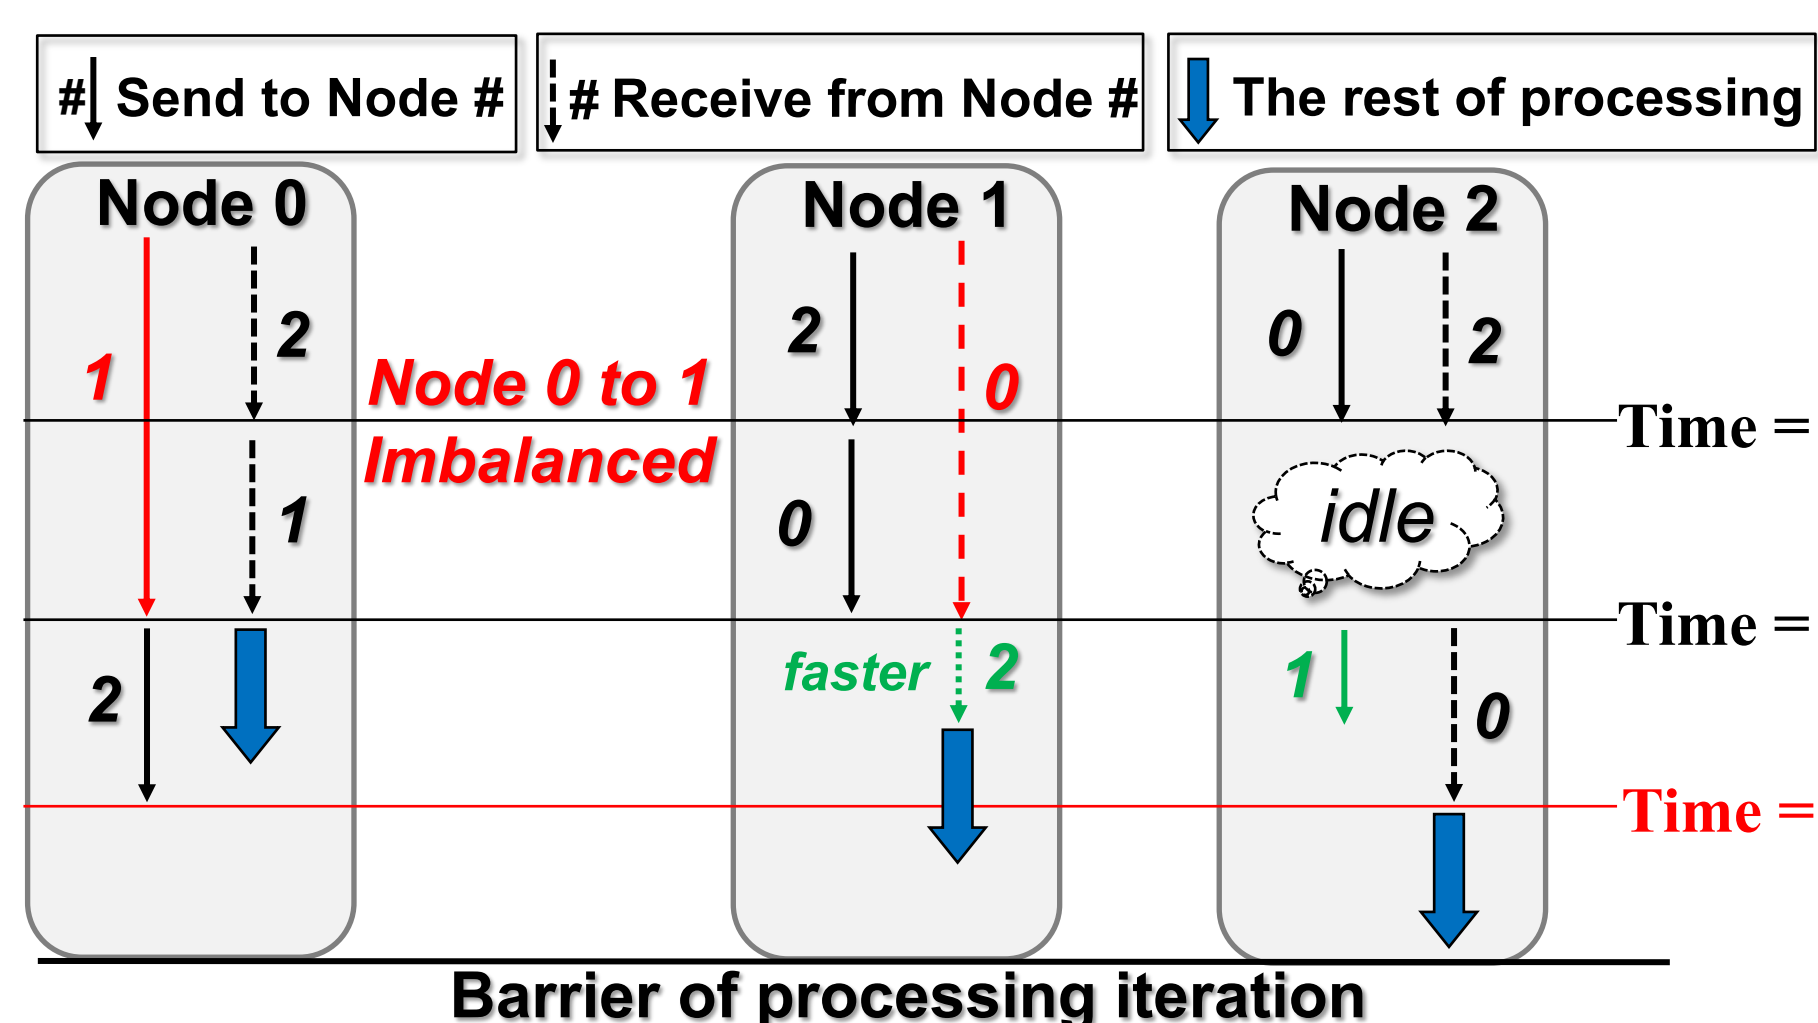 # Send to Node #
# Receive from Node #
The rest of processing
Node 0
Node 1
Node 2
1
2
Node 0 to 1
Imbalanced
2
0
0
2
Time =
1
0
idle
Time =
2
faster
2
1
0
Time =
Barrier of processing iteration